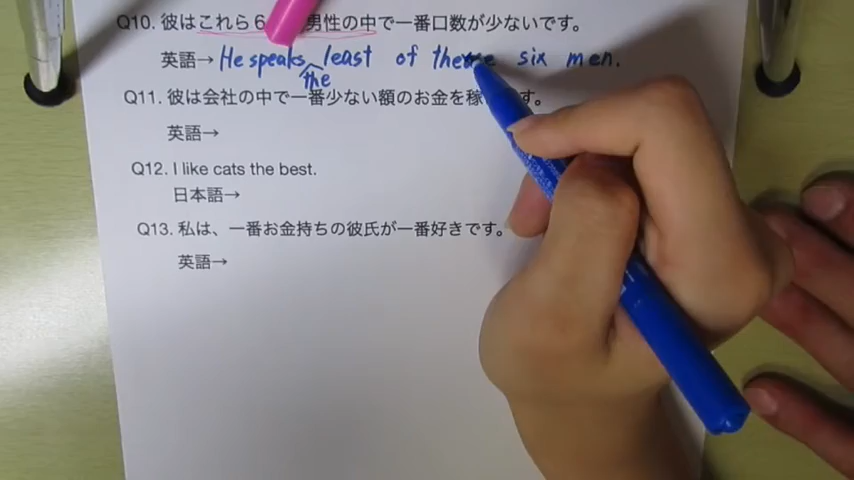 Q10. 彼はこれら6 男性の中で一番口数が少ないです。
英語→ He speaks least of six men.
the
Q11. 彼は会社の中で一番少ない額のお金を稼 す。
英語→
Q12. I like cats the best.
日本語→
Q13. 私は、一番お金持ちの彼氏が一番好きです。
英語→